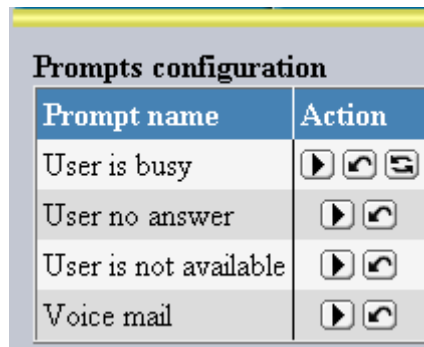 Prompts configuration
Prompt name Action
User is busy
User no answer
User is not available
Voice mail